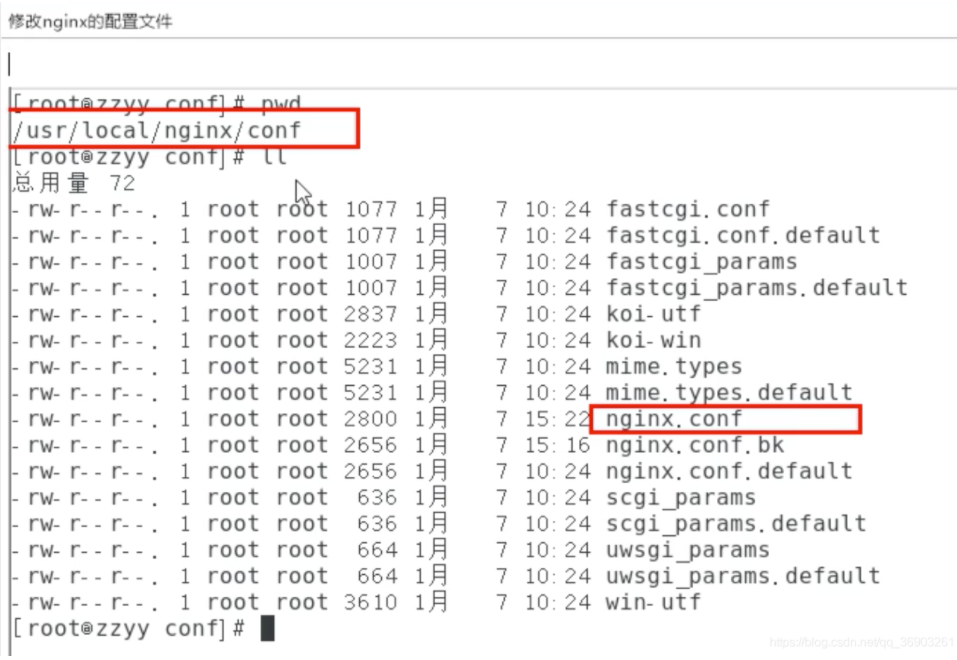 修改nginx的配置文件
[root@zzyy conf]# pwd
/usr/local/nginx/conf
[root@zzyy conf]# ll
总用量 72
-rw-r--r--. 1 root root 1077 1月 7 10:24 fastcgi.conf
-rw-r--r--. 1 root root 1077 1月 7 10:24 fastcgi.conf.default
-rw-r--r--. 1 root root 1007 1月 7 10:24 fastcgi_params
-rw-r--r--. 1 root root 1007 1月 7 10:24 fastcgi_params.default
-rw-r--r--. 1 root root 2837 1月 7 10:24 koi-utf
-rw-r--r--. 1 root root 2223 1月 7 10:24 koi-win
-rw-r--r--. 1 root root 5231 1月 7 10:24 mime.types
-rw-r--r--. 1 root root 5231 1月 7 10:24 mime.types.default
-rw-r--r--. 1 root root 2800 1月 7 15:22 nginx.conf
-rw-r--r--. 1 root root 2656 1月 7 15:16 nginx.conf.bk
-rw-r--r--. 1 root root 2656 1月 7 10:24 nginx.conf.default
-rw-r--r--. 1 root root 636 1月 7 10:24 scgi_params
-rw-r--r--. 1 root root 636 1月 7 10:24 scgi_params.default
-rw-r--r--. 1 root root 664 1月 7 10:24 uwsgi_params
-rw-r--r--. 1 root root 664 1月 7 10:24 uwsgi_params.default
-rw-r--r--. 1 root root 3610 1月 7 10:24 win-utf
[root@zzyy conf]#
https://blog.csdn.net/qq_36903261